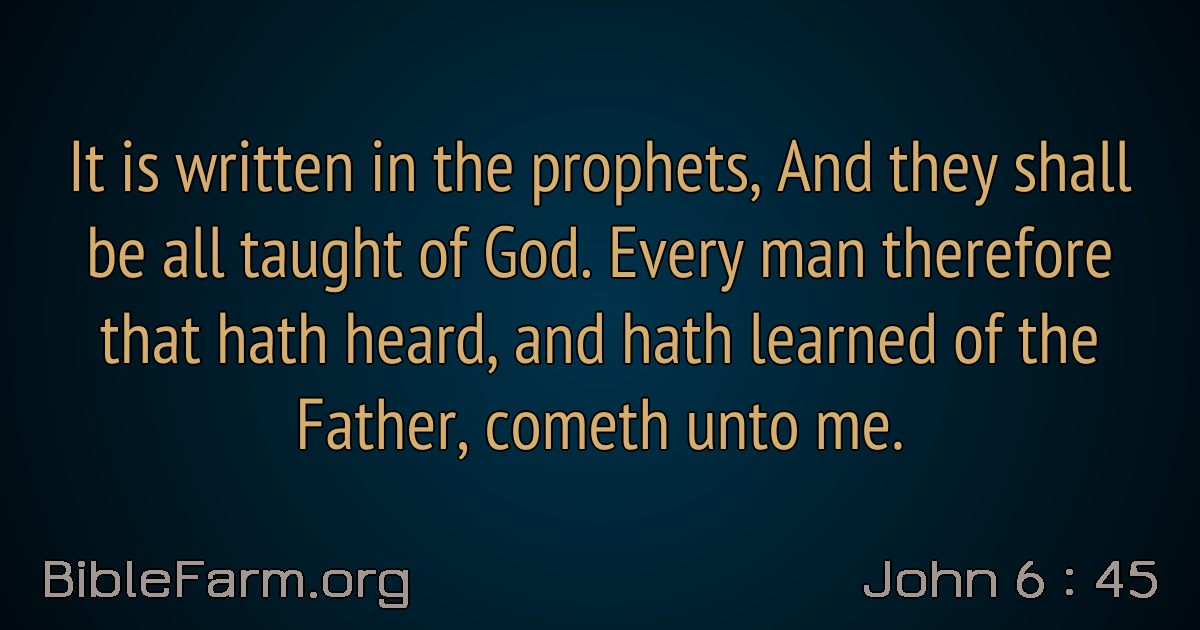 It is written in the prophets, And they shall
be all taught of God. Every man therefore
that hath heard, and hath learned of the
Father, cometh unto me.
BibleFarm.org
John 6 : 45